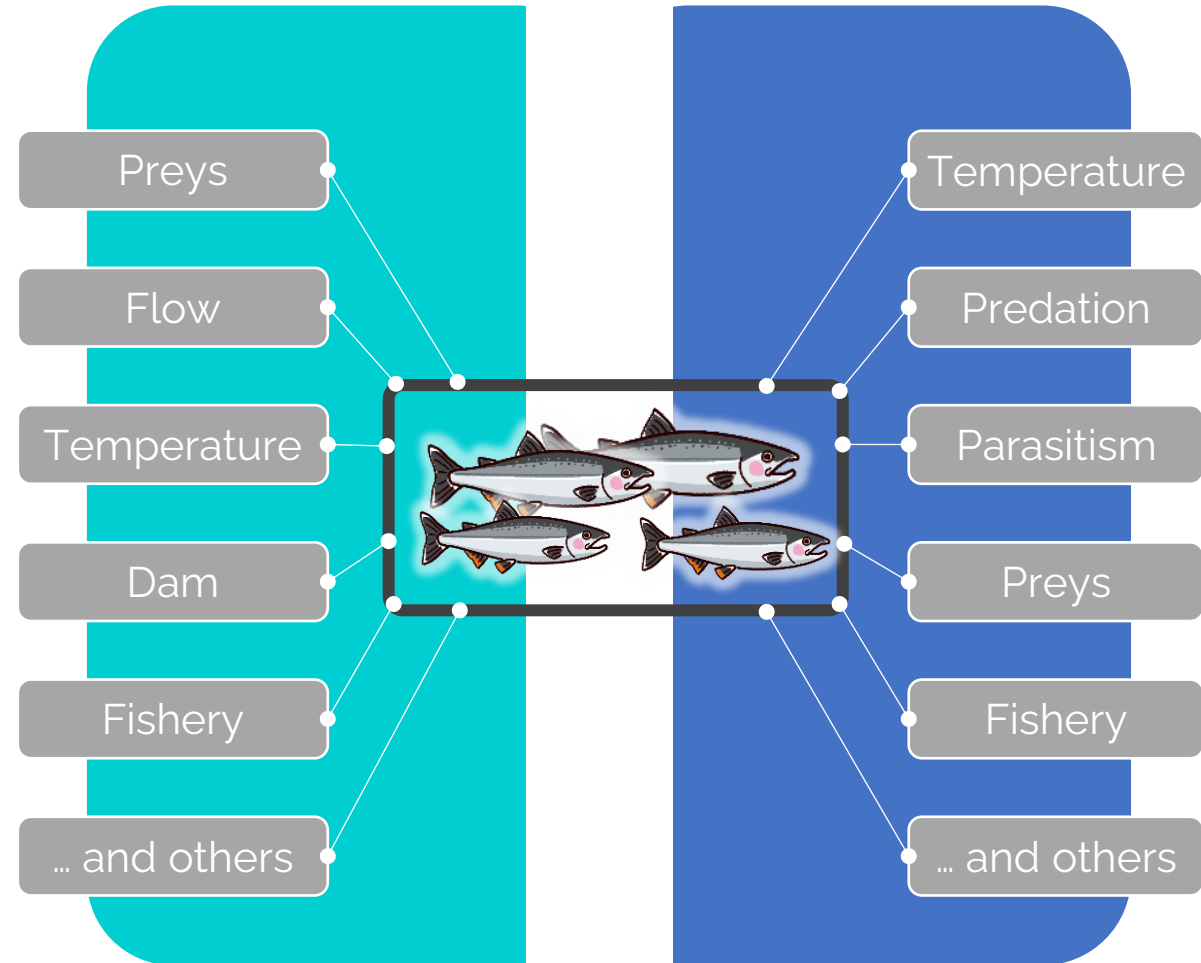 Preys
Flow
Temperature
Dam
Fishery
... and others
Temperature
Predation
Parasitism
Preys
Fishery
... and others